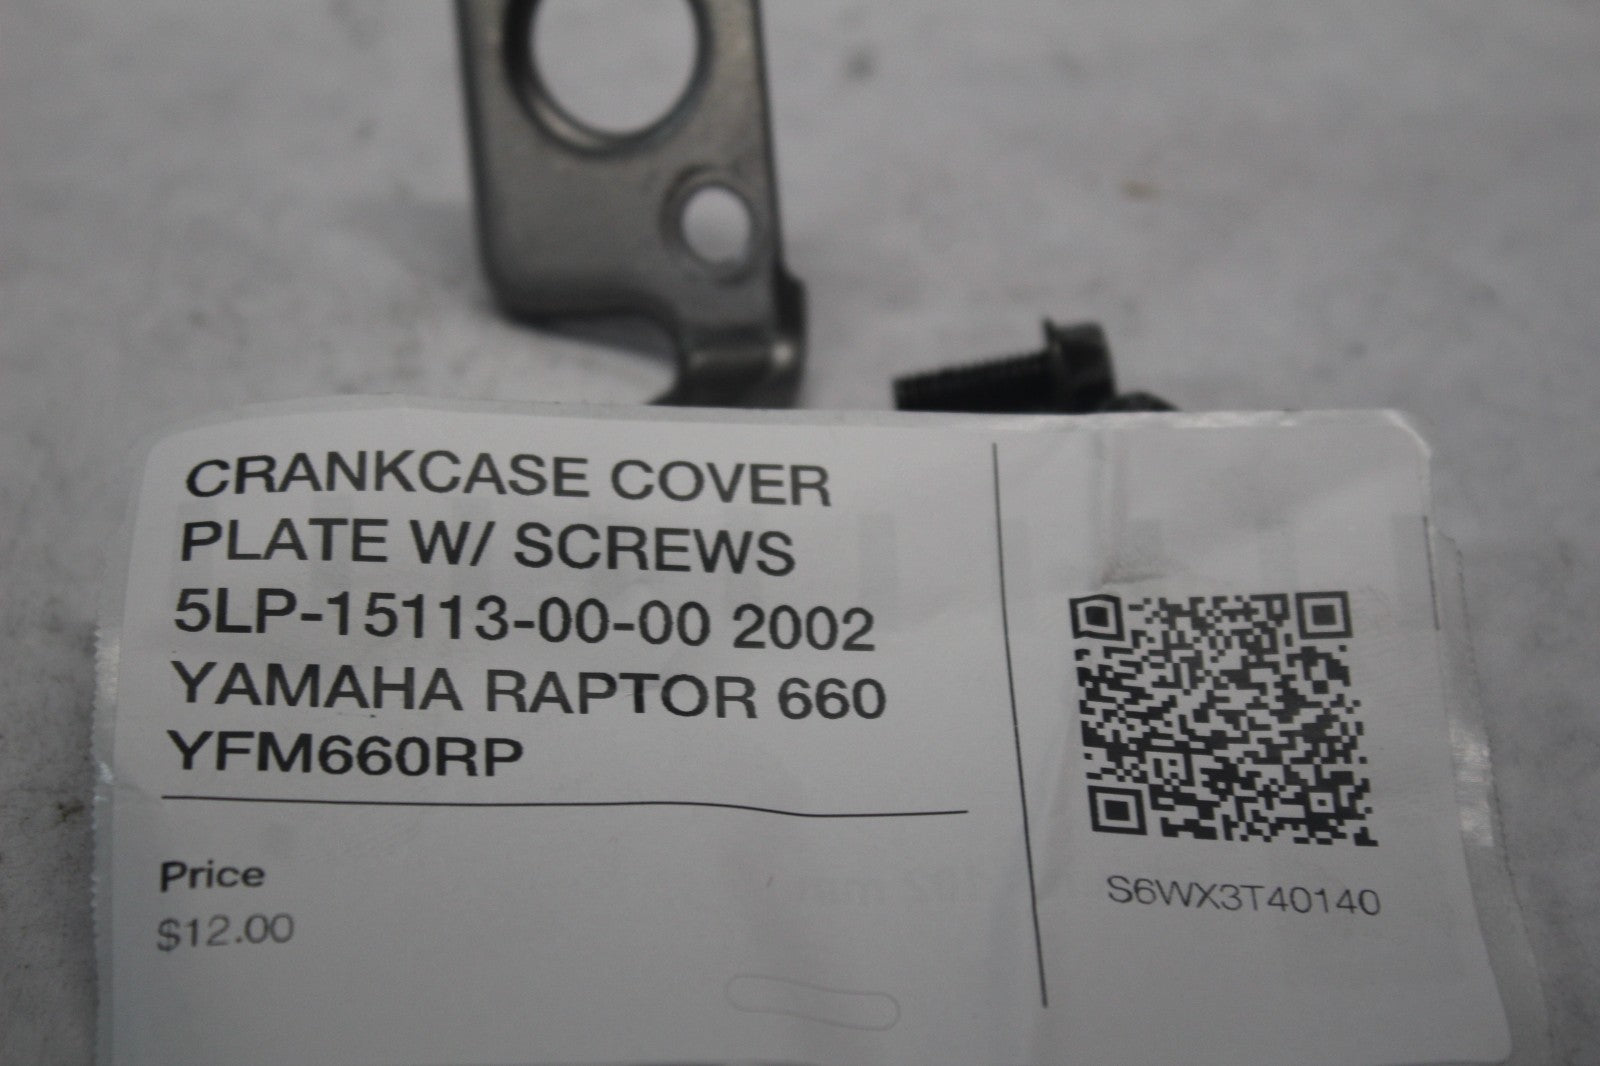 CRANKCASE COVER
PLATE W/ SCREWS
5LP-15113-00-00 2002
YAMAHA RAPTOR 660
YFM660RP
Price
$12.00
S6WX3T40140